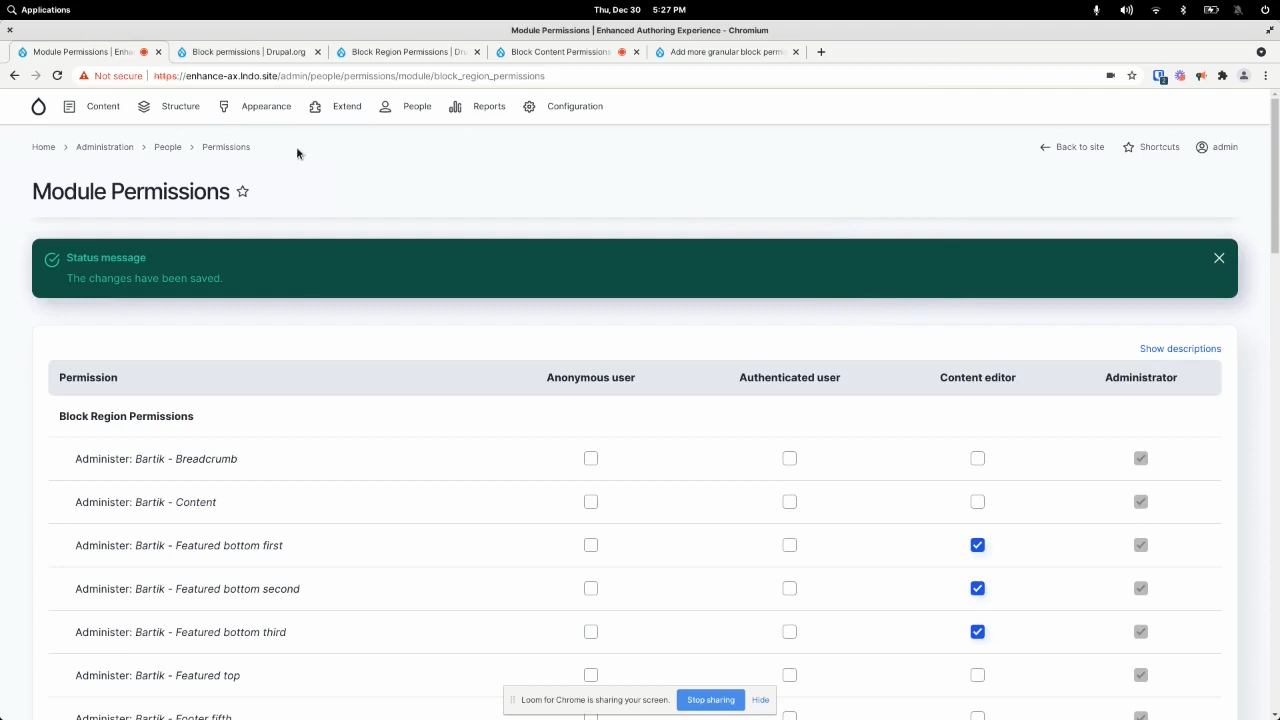 Applications
Thu, Dec 30 5:27 PM
Module Permissions | Enhanced Authoring Experience - Chromium
Module Permissions | Enha
Block permissions | Drupal.org
Block Region Permissions | Dru
Block Content Permissions
Add more granular block permis
Not secure | https://enhance-ax.lndo.site/admin/people/permissions/module/block_region_permissions
Content
Structure
Appearance
Extend
People
Reports
Configuration
Home > Administration > People > Permissions
Back to site
Shortcuts
admin
Module Permissions
Status message
The changes have been saved.
Show descriptions
Permission Anonymous user Authenticated user Content editor Administrator
Block Region Permissions
Administer: Bartik - Breadcrumb
Administer: Bartik - Content
Administer: Bartik - Featured bottom first
Administer: Bartik - Featured bottom second
Administer: Bartik - Featured bottom third
Administer: Bartik - Featured top
Administer: Bartik - Footer fifth
Loom for Chrome is sharing your screen.
Stop sharing
Hide